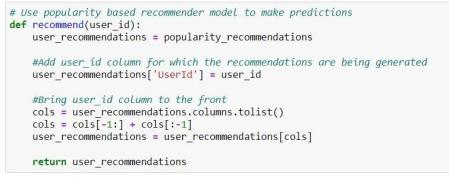 # Use popularity based recommender model to make predictions
def recommend(user_id):
    user_recommendations = popularity_recommendations

    #Add user_id column for which the recommendations are being generated
    user_recommendations['UserId'] = user_id

    #Bring user_id column to the front
    cols = user_recommendations.columns.tolist()
    cols = cols[-1:] + cols[:-1]
    user_recommendations = user_recommendations[cols]

    return user_recommendations